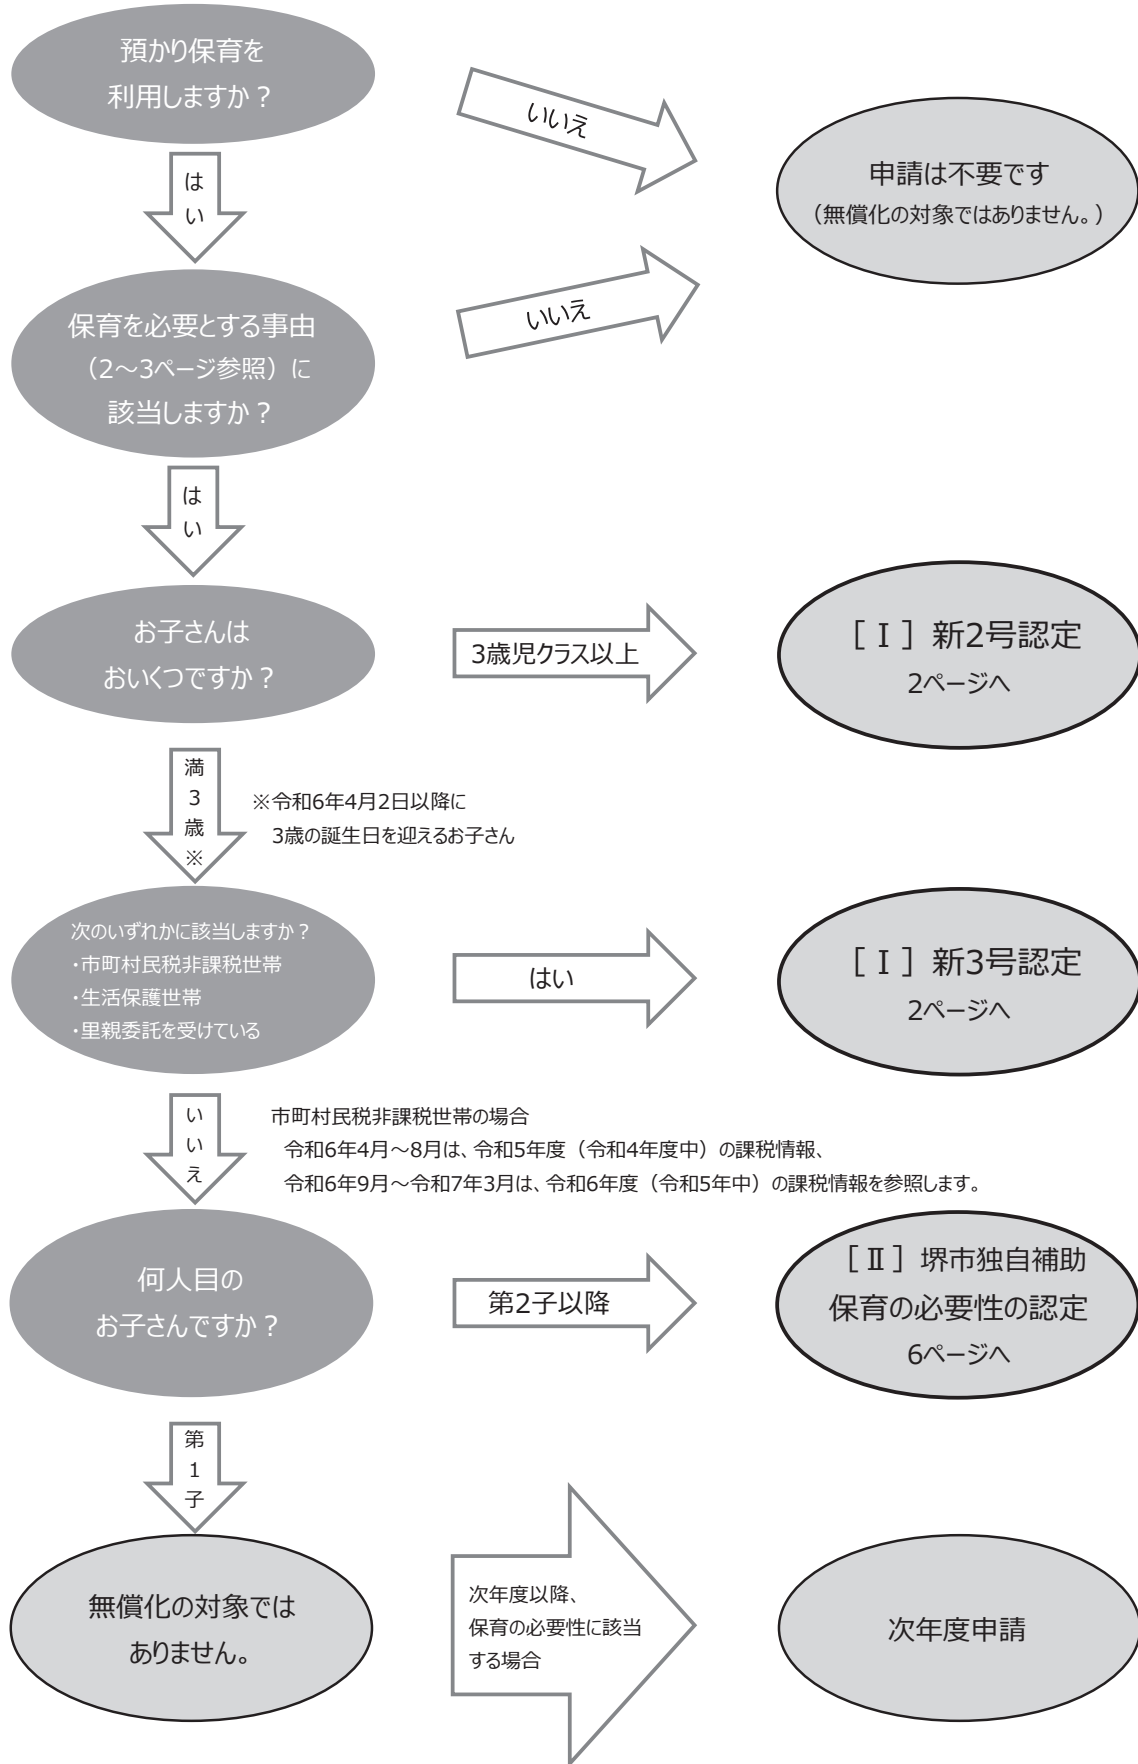 預かり保育を
利用しますか？
いいえ
はい
申請は不要です
（無償化の対象ではありません。）
保育を必要とする事由
（2～3ページ参照）に
該当しますか？
いいえ
はい
お子さんは
おいくつですか？
3歳児クラス以上
［Ⅰ］新2号認定
2ページへ
満3歳※
※令和6年4月2日以降に
3歳の誕生日を迎えるお子さん
次のいずれかに該当しますか？
・市町村民税非課税世帯
・生活保護世帯
・里親委託を受けている
はい
［Ⅰ］新3号認定
2ページへ
いいえ
市町村民税非課税世帯の場合
令和6年4月～8月は、令和5年度（令和4年度中）の課税情報、
令和6年9月～令和7年3月は、令和6年度（令和5年中）の課税情報を参照します。
何人目の
お子さんですか？
第2子以降
［Ⅱ］堺市独自補助
保育の必要性の認定
6ページへ
第1子
無償化の対象では
ありません。
次年度以降、
保育の必要性に該当
する場合
次年度申請